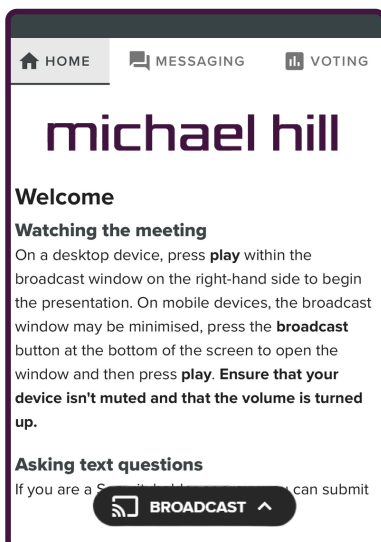 HOME MESSAGING VOTING
michael hill
Welcome
Watching the meeting
On a desktop device, press play within the
broadcast window on the right-hand side to begin
the presentation. On mobile devices, the broadcast
window may be minimised, press the broadcast
button at the bottom of the screen to open the
window and then press play. Ensure that your
device isn't muted and that the volume is turned
up.
Asking text questions
If you are a can submit
BROADCAST